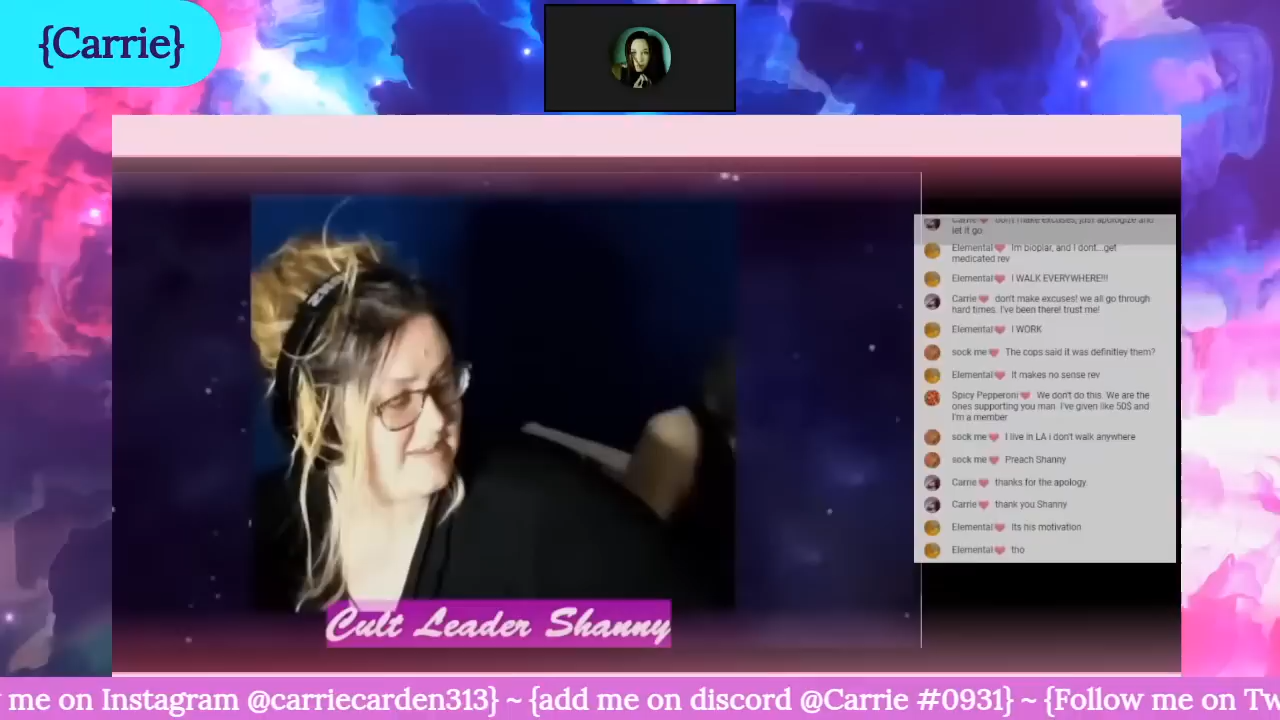 {Carrie}
Carrie don't make excuses, just apologize and
let it go
Elemental Im bioplar, and I dont...get
medicated rev
Elemental I WALK EVERYWHERE!!!
Carrie don't make excuses! we all go through
hard times. I've been there! trust me!
Elemental I WORK
sock me The cops said it was definitley them?
Elemental It makes no sense rev
Spicy Pepperoni We don't do this. We are the
ones supporting you man I've given like 50$ and
I'm a member
sock me I live in LA i don't walk anywhere
sock me Preach Shanny
Carrie thanks for the apology
Carrie thank you Shanny
Elemental Its his motivation
Elemental tho
Cult Leader Shanny
me on Instagram @carriecarden313} ~ {add me on discord @Carrie #0931} ~ {Follow me on Tw